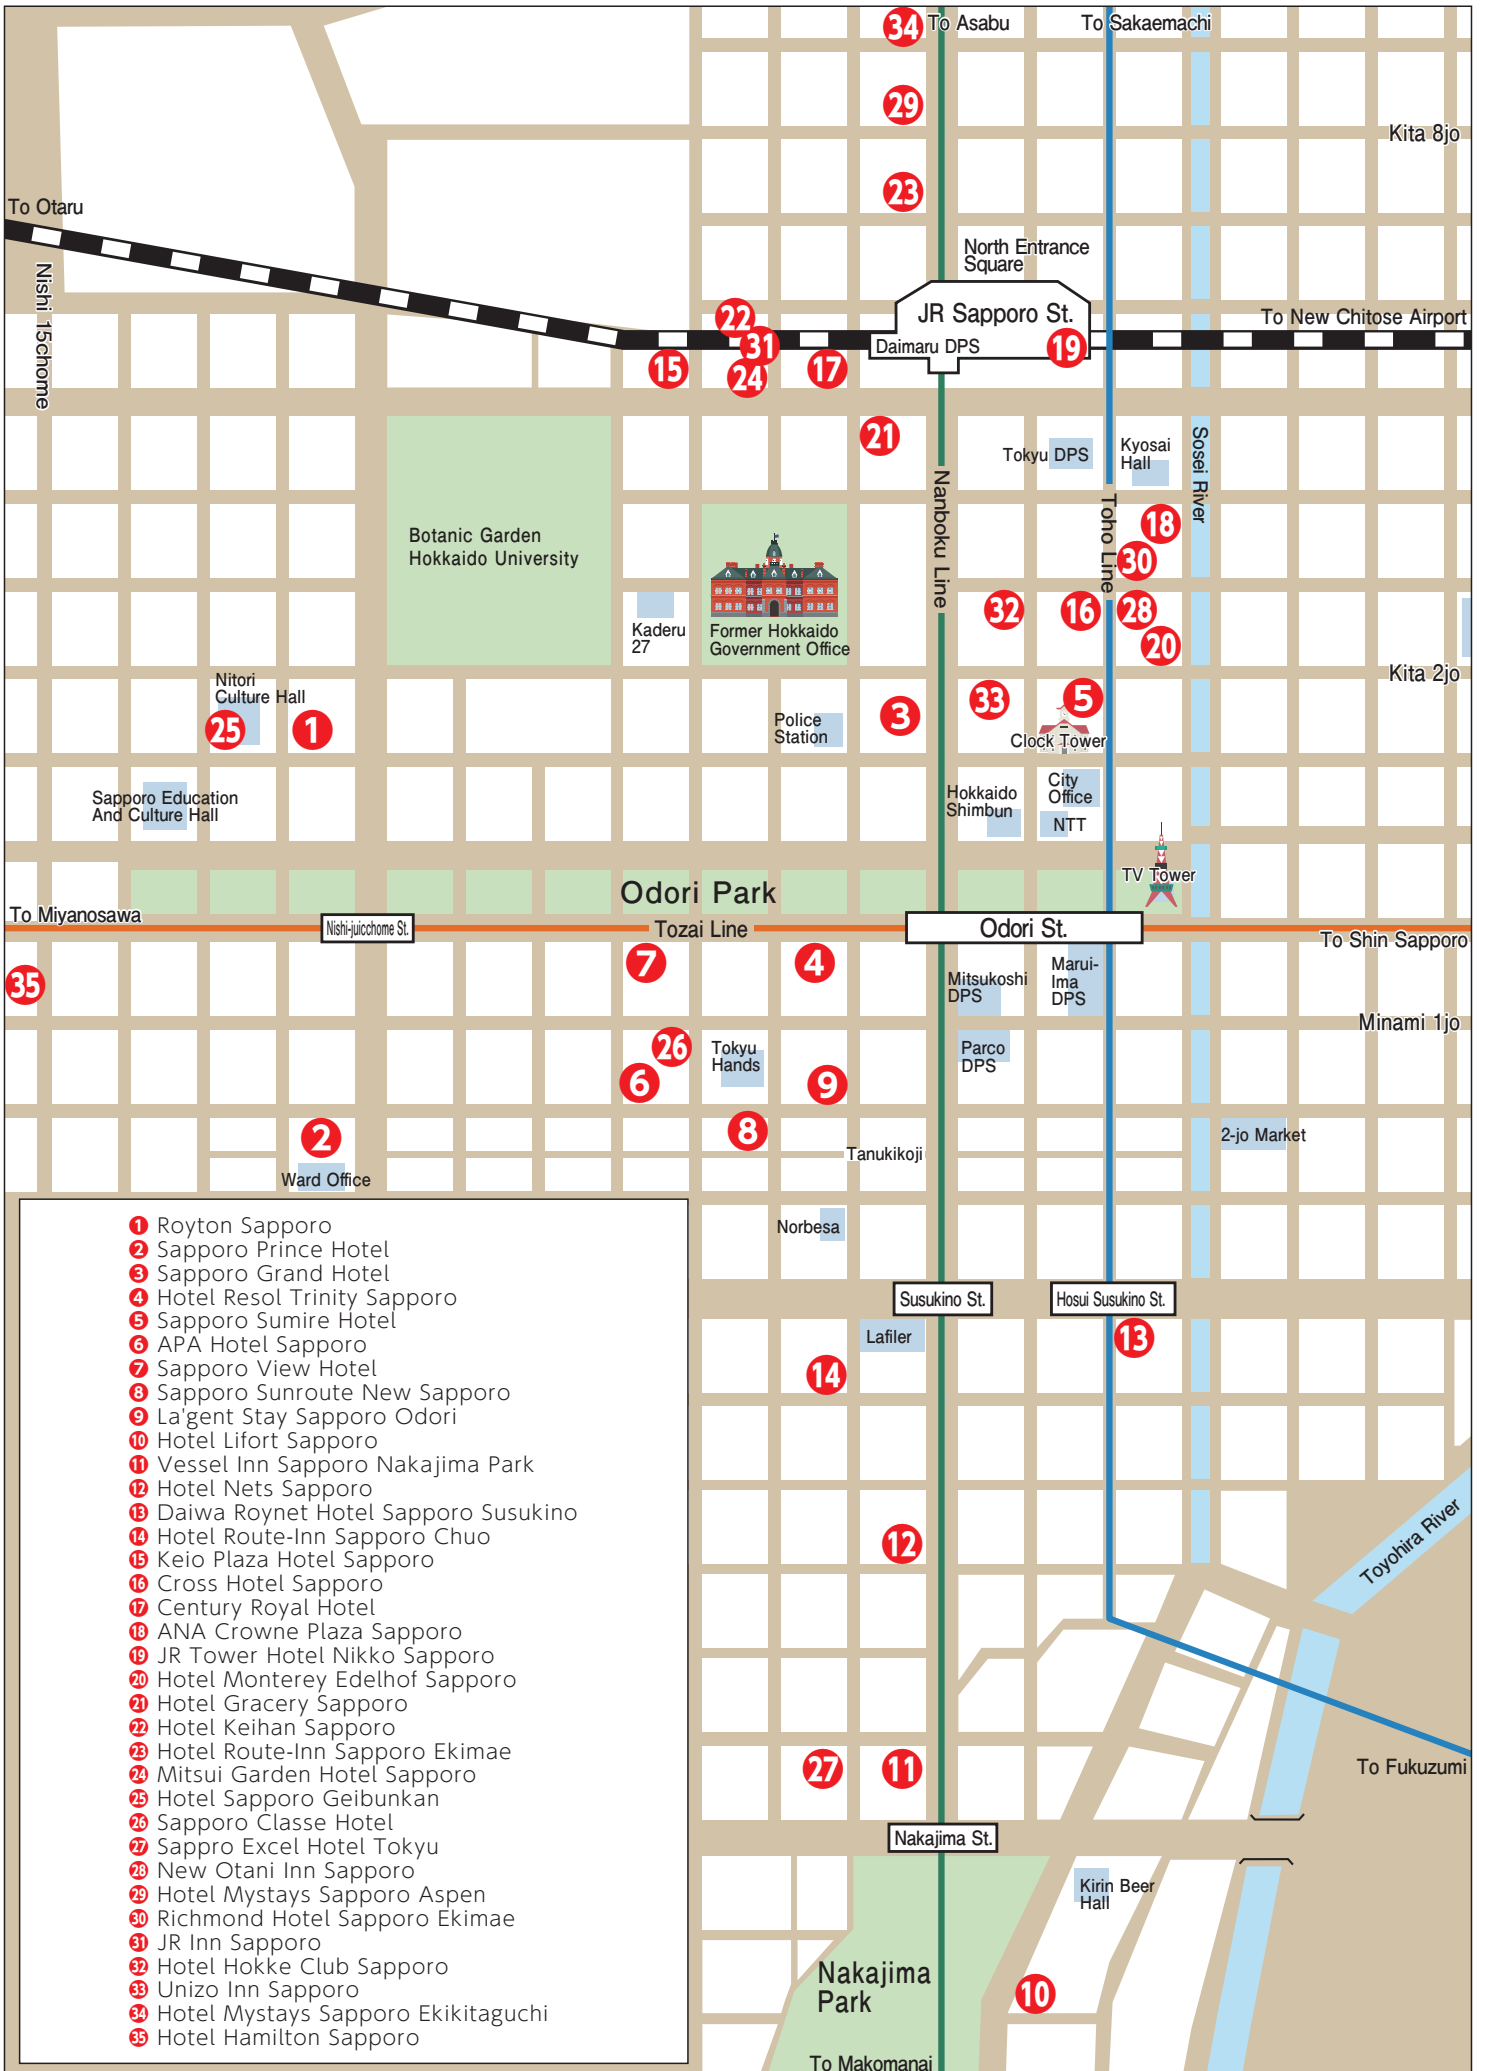 34
To Asabu
To Sakaemachi
29
Kita 8jo
23
To Otaru
North Entrance
Square
Nishi 15chome
22
JR Sapporo St.
To New Chitose Airport
31
Daimaru DPS
19
15
24
17
21
Tokyu DPS
Kyosai
Hall
Sosei River
Nanboku Line
Toho Line
18
Botanic Garden
Hokkaido University
30
32
16
28
Kaderu
27
Former Hokkaido
Government Office
20
Kita 2jo
Nitori
Culture Hall
25
1
Police
Station
3
33
5
Clock Tower
Sapporo Education
And Culture Hall
Hokkaido
Shimbun
City
Office
NTT
TV Tower
Odori Park
To Miyanosawa
Nishi-juicchome St.
Tozai Line
Odori St.
To Shin Sapporo
35
7
4
Mitsukoshi
DPS
Marui-
Ima
DPS
Minami 1jo
26
Tokyu
Hands
Parco
DPS
6
9
2
8
2-jo Market
Tanukikoji
Ward Office
Norbesa
Susukino St.
Hosui Susukino St.
Lafiler
13
14
12
Toyohira River
27
11
To Fukuzumi
Nakajima St.
Kirin Beer
Hall
Nakajima
Park
10
To Makomanai
1 Royton Sapporo
2 Sapporo Prince Hotel
3 Sapporo Grand Hotel
4 Hotel Resol Trinity Sapporo
5 Sapporo Sumire Hotel
6 APA Hotel Sapporo
7 Sapporo View Hotel
8 Sapporo Sunroute New Sapporo
9 La'gent Stay Sapporo Odori
10 Hotel Lifort Sapporo
11 Vessel Inn Sapporo Nakajima Park
12 Hotel Nets Sapporo
13 Daiwa Roynet Hotel Sapporo Susukino
14 Hotel Route-Inn Sapporo Chuo
15 Keio Plaza Hotel Sapporo
16 Cross Hotel Sapporo
17 Century Royal Hotel
18 ANA Crowne Plaza Sapporo
19 JR Tower Hotel Nikko Sapporo
20 Hotel Monterey Edelhof Sapporo
21 Hotel Gracery Sapporo
22 Hotel Keihan Sapporo
23 Hotel Route-Inn Sapporo Ekimae
24 Mitsui Garden Hotel Sapporo
25 Hotel Sapporo Geibunkan
26 Sapporo Classe Hotel
27 Sappro Excel Hotel Tokyu
28 New Otani Inn Sapporo
29 Hotel Mystays Sapporo Aspen
30 Richmond Hotel Sapporo Ekimae
31 JR Inn Sapporo
32 Hotel Hokke Club Sapporo
33 Unizo Inn Sapporo
34 Hotel Mystays Sapporo Ekikitaguchi
35 Hotel Hamilton Sapporo